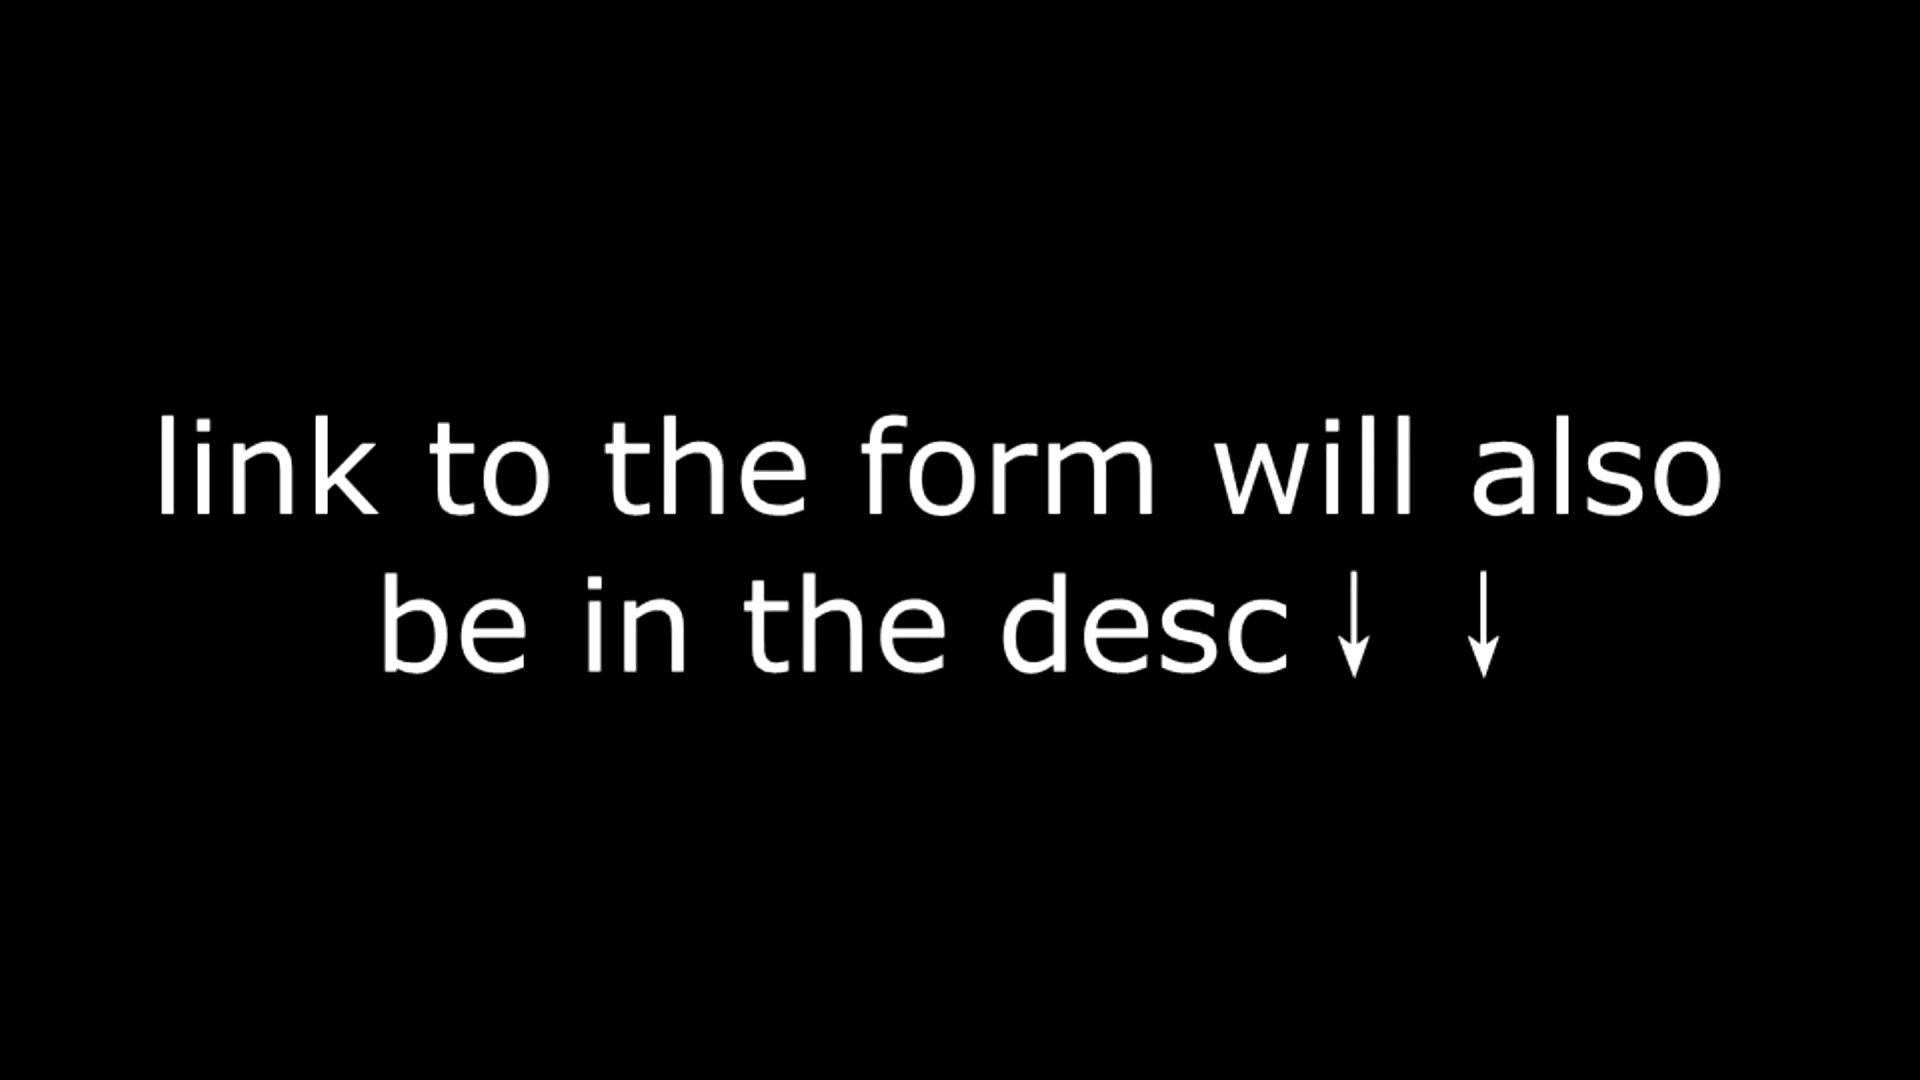 link to the form will also
be in the desc↓ ↓